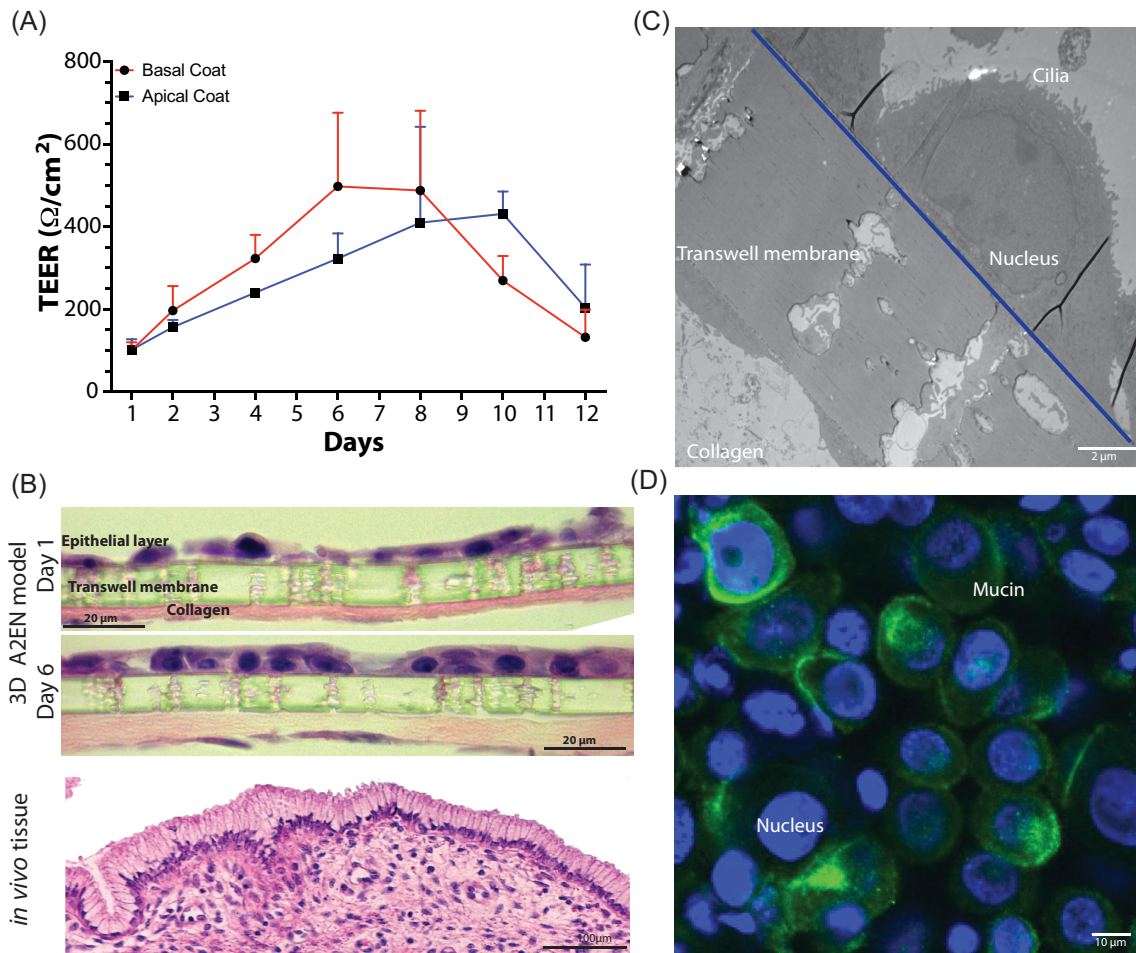 (A)
800
600
400
200
0
TEER (Ω/cm²)
Basal Coat
Apical Coat
1 2 3 4 5 6 7 8 9 10 11 12
Days
(B)
3D A2EN model
Day 1
Epithelial layer
Transwell membrane
Collagen
20 µm
Day 6
20 µm
in vivo tissue
100µm
(C)
Cilia
Transwell membrane
Nucleus
Collagen
2 µm
(D)
Mucin
Nucleus
10 µm